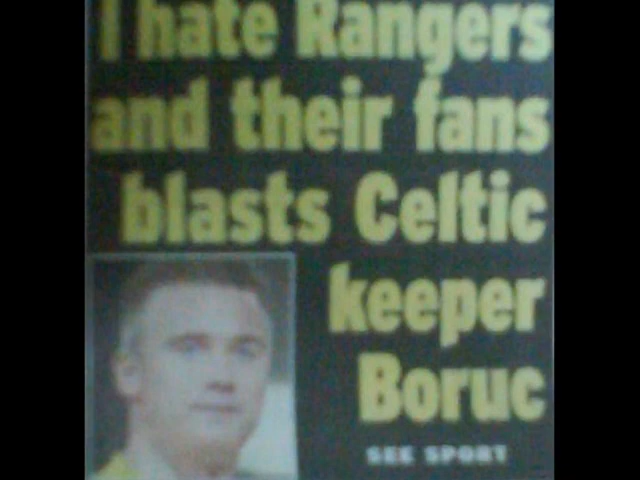 I hate Rangers
and their fans
blasts Celtic
keeper
Boruc
SEE SPORT